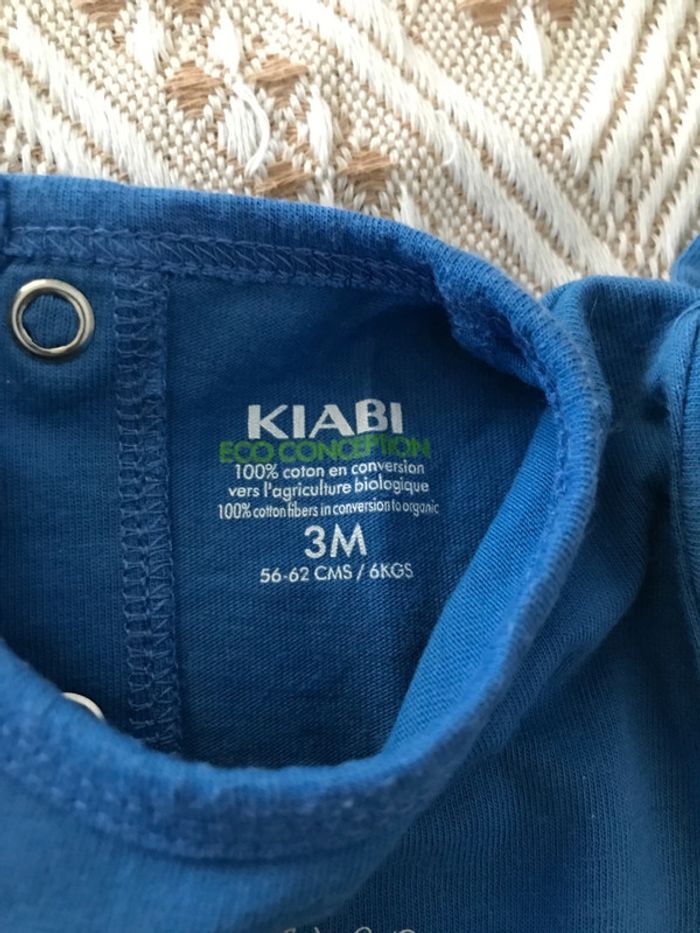 KIABI
ECO CONCEPTION
100% coton en conversion
vers l'agriculture biologique
100% cotton fibers in conversion to organic
3M
56-62 CMS / 6KGS